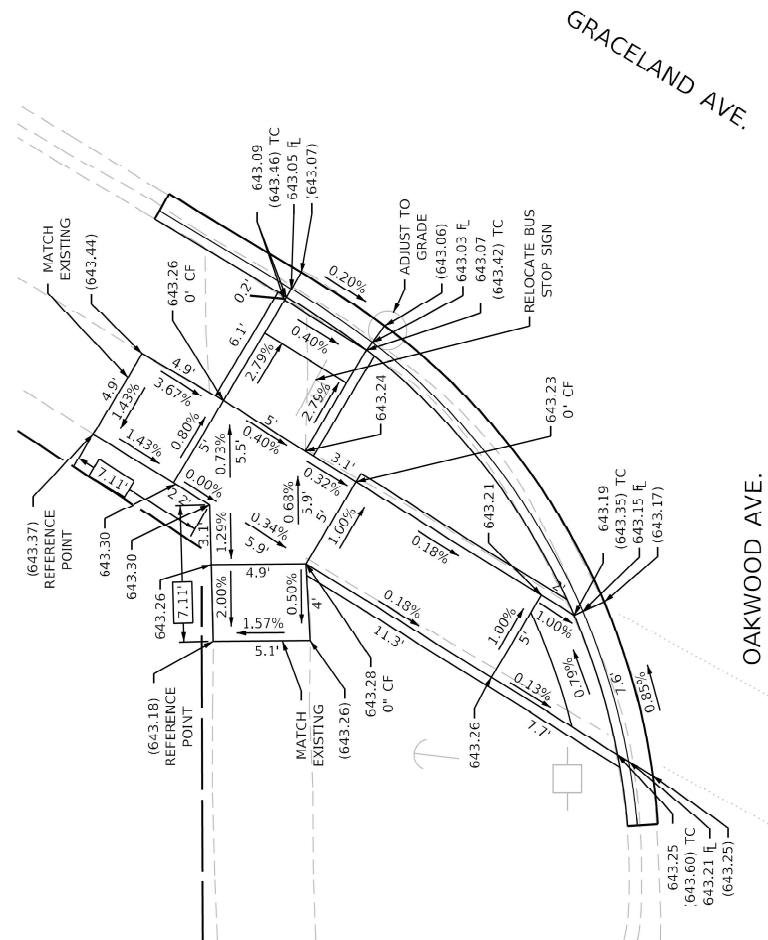 GRACELAND AVE.
OAKWOOD AVE.
643.09
(643.46) TC
643.05 FL
(643.07)
MATCH
EXISTING
(643.44)
643.26
0' CF
0.2'
0.20%
ADJUST TO
GRADE
(643.06)
643.03 FL
643.07
(643.42) TC
RELOCATE BUS
STOP SIGN
6.1'
2.79%
0.40%
2.79%
4.9'
3.67%
4.9'
1.43%
1.43%
0.80%
5'
5'
0.40%
0.73%
5.5'
643.24
643.23
0' CF
3.1'
0.32%
7.11'
2.2'
0.00%
0.68%
5.9'
5'
1.00%
(643.37)
REFERENCE
POINT
643.30
643.30
643.26
3.1'
1.29%
0.34%
5.9'
643.21
0.18%
643.19
(643.35) TC
643.15 FL
(643.17)
7.11'
4.9'
2.00%
0.50%
4'
1.57%
5.1'
0.18%
11.3'
1.00%
5'
2'
1.00%
0.79%
7.6'
0.85%
(643.18)
REFERENCE
POINT
MATCH
EXISTING
(643.26)
643.28
0" CF
643.26
0.13%
7.7'
643.25
(643.60) TC
643.21 FL
(643.25)